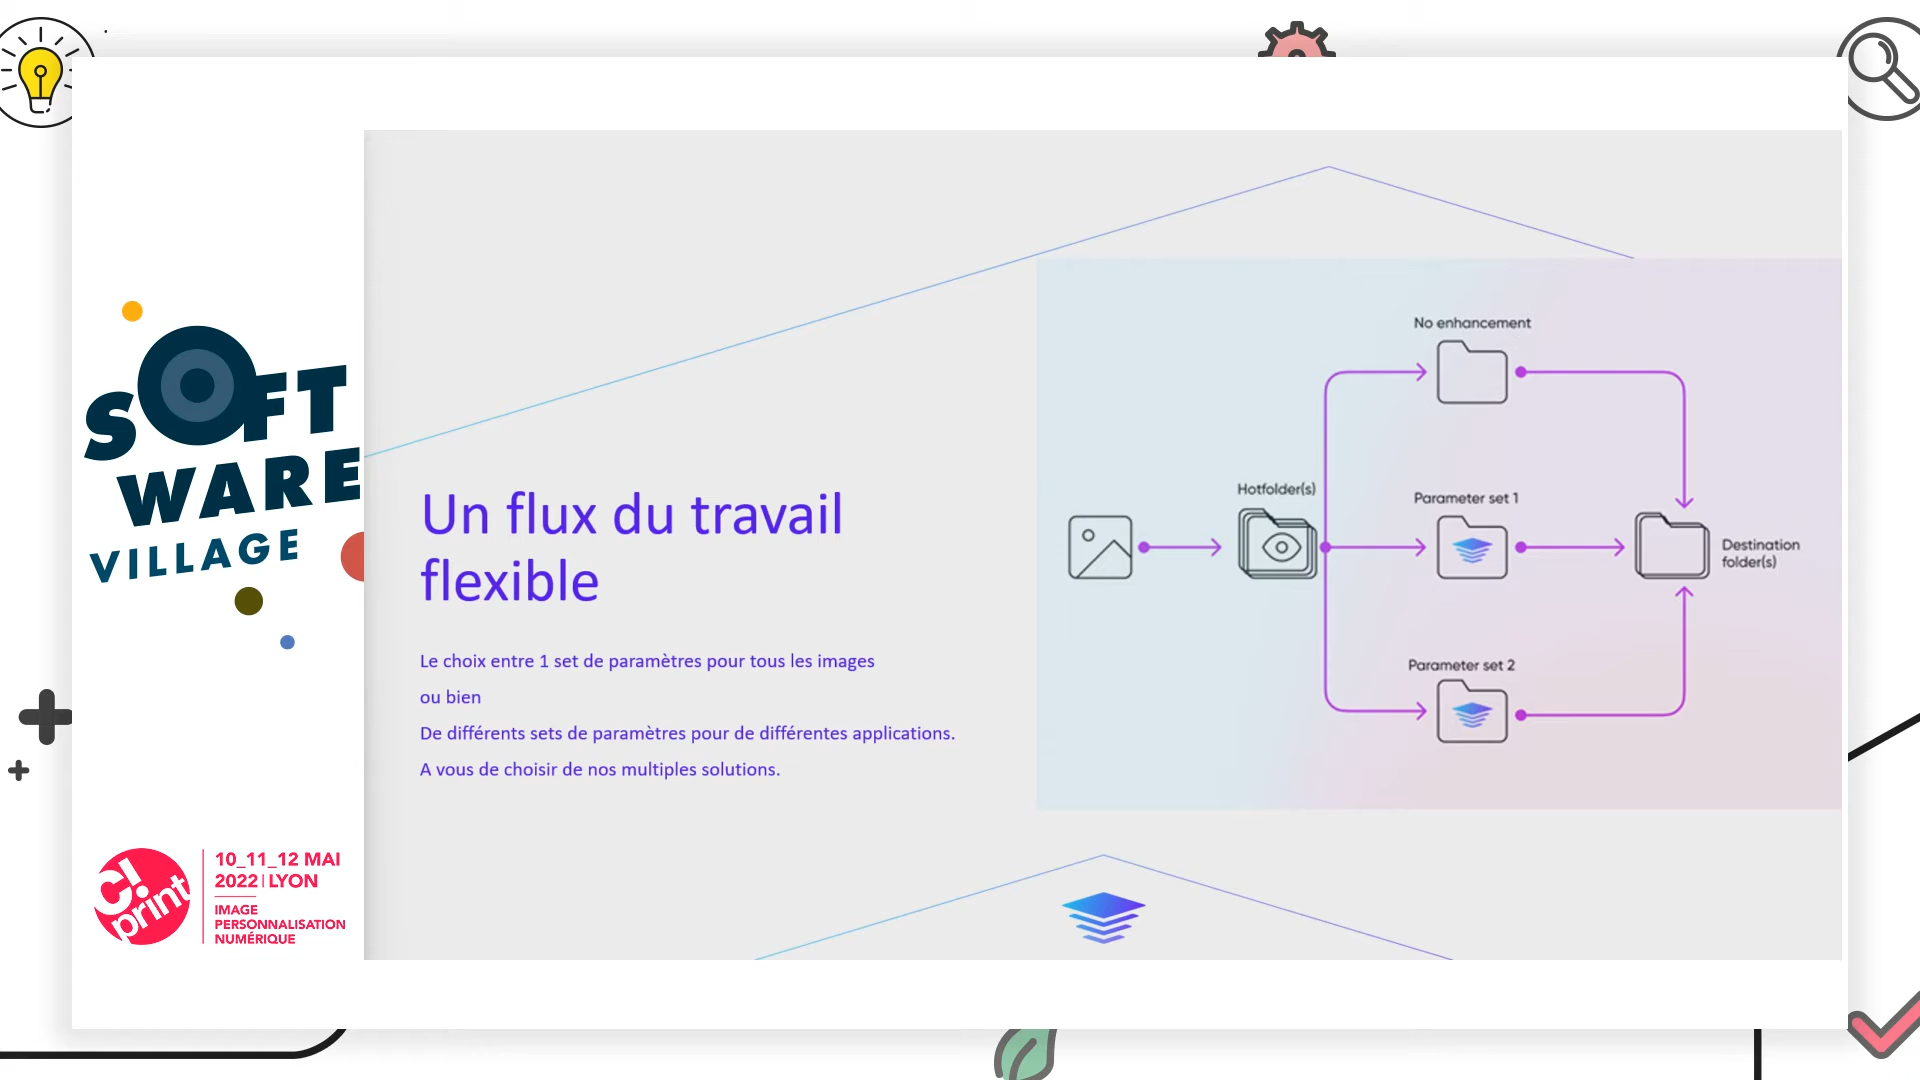 SOFT
WARE
VILLAGE
C!print
10_11_12 MAI
2022 | LYON
IMAGE
PERSONNALISATION
NUMÉRIQUE
Un flux du travail
flexible
Le choix entre 1 set de paramètres pour tous les images
ou bien
De différents sets de paramètres pour de différentes applications.
A vous de choisir de nos multiples solutions.
No enhancement
Hotfolder(s)
Parameter set 1
Destination
folder(s)
Parameter set 2